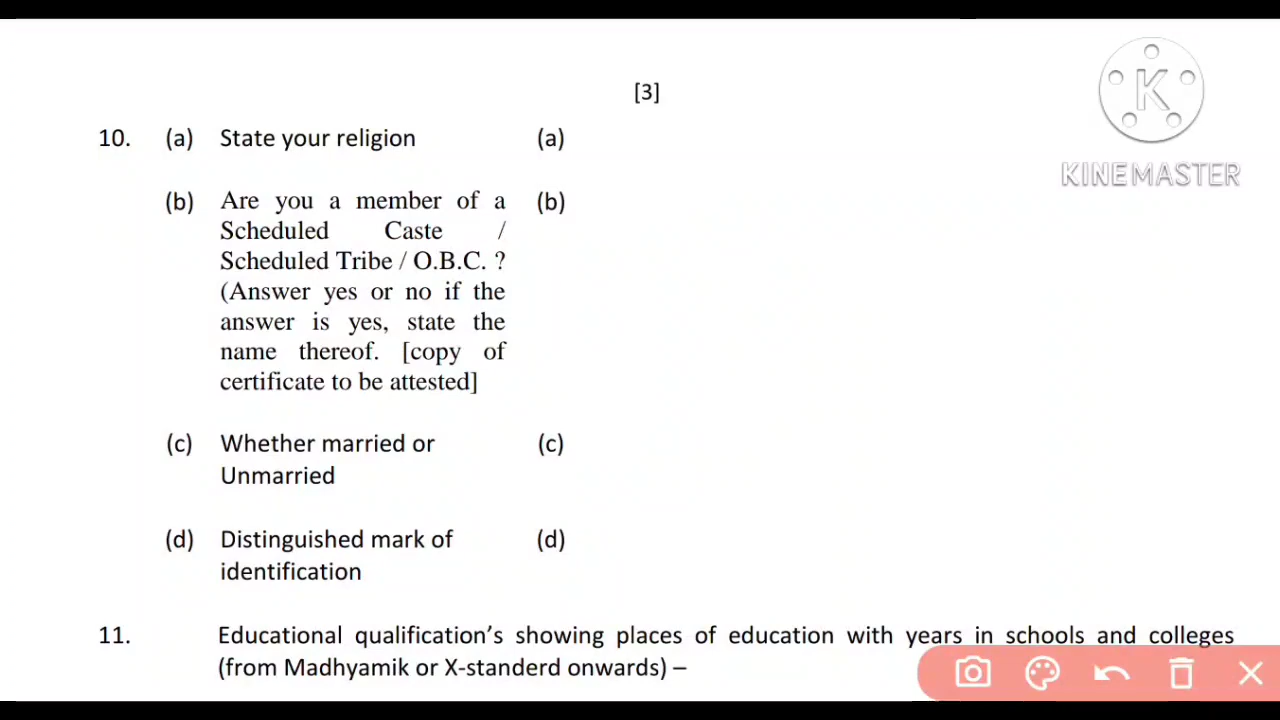 [3]
K
KINEMASTER
10. (a) State your religion (a)
(b) Are you a member of a (b)
Scheduled Caste /
Scheduled Tribe / O.B.C. ?
(Answer yes or no if the
answer is yes, state the
name thereof. [copy of
certificate to be attested]
(c) Whether married or (c)
Unmarried
(d) Distinguished mark of (d)
identification
11. Educational qualification’s showing places of education with years in schools and colleges
(from Madhyamik or X-standerd onwards) –